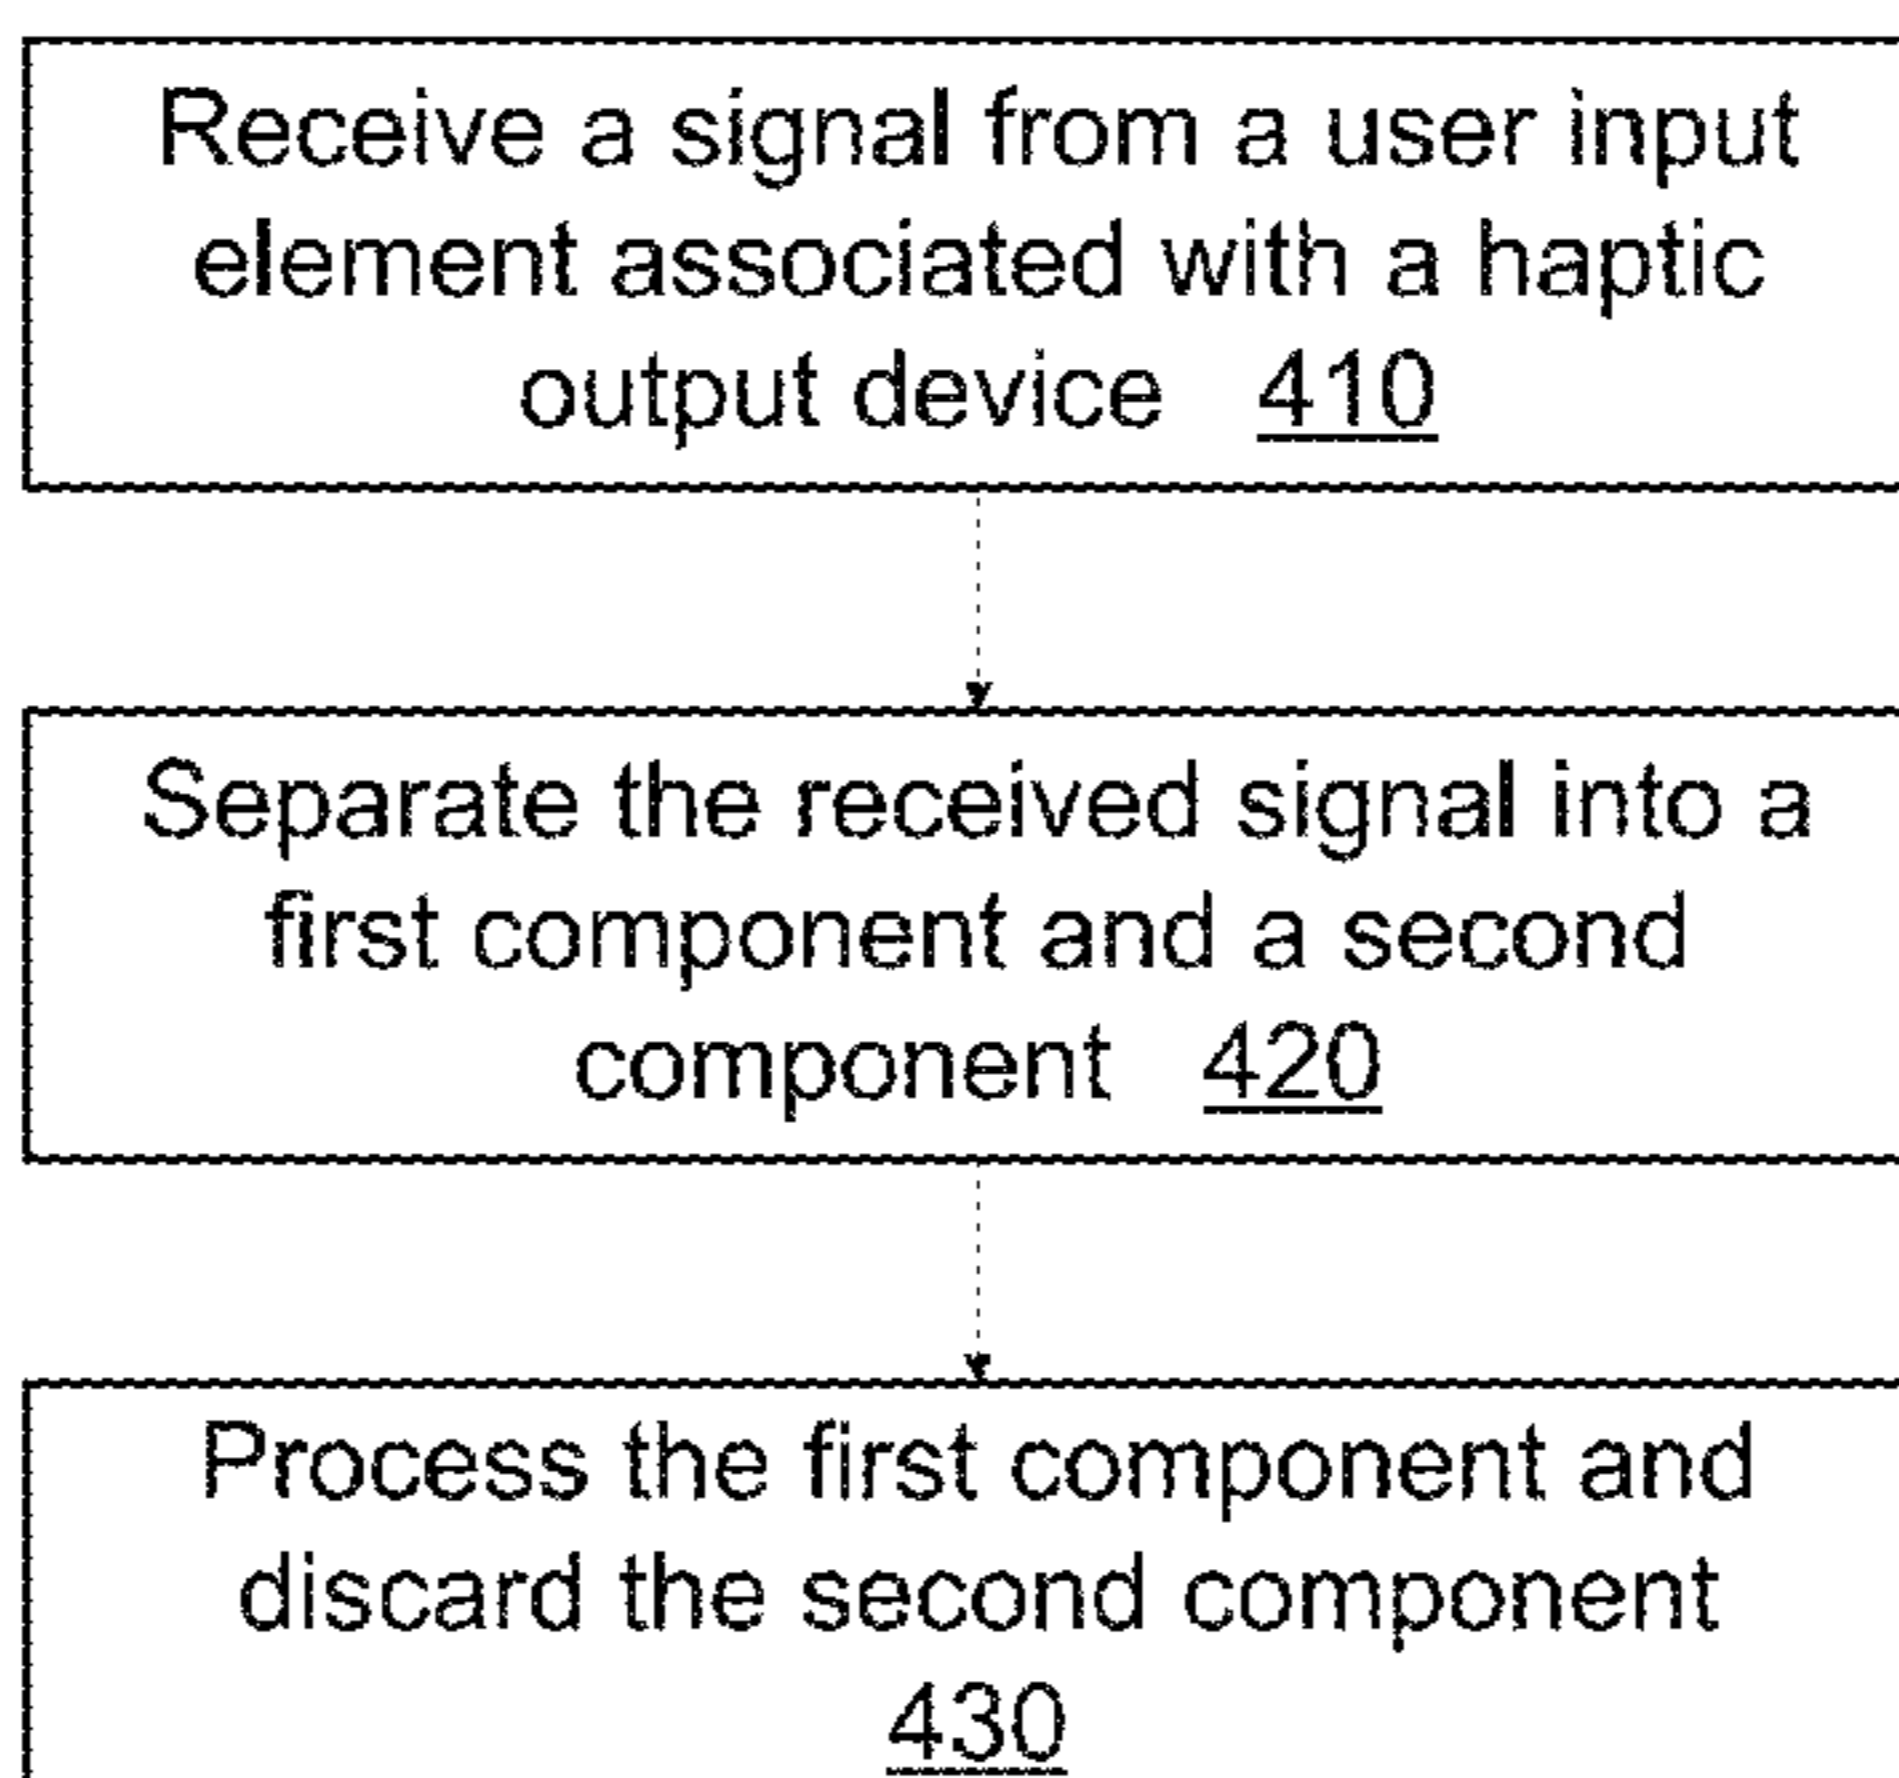 Receive a signal from a user input
element associated with a haptic
output device 410
Separate the received signal into a
first component and a second
component 420
Process the first component and
discard the second component
430